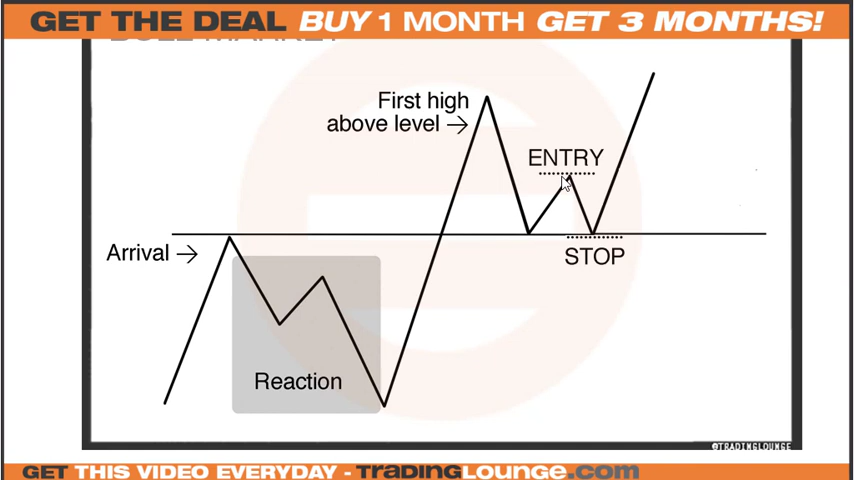 GET THE DEAL BUY 1 MONTH GET 3 MONTHS!
First high
above level →
ENTRY
Arrival →
STOP
Reaction
@TRADINGLOUNGE
GET THIS VIDEO EVERYDAY - TradingLounge.com